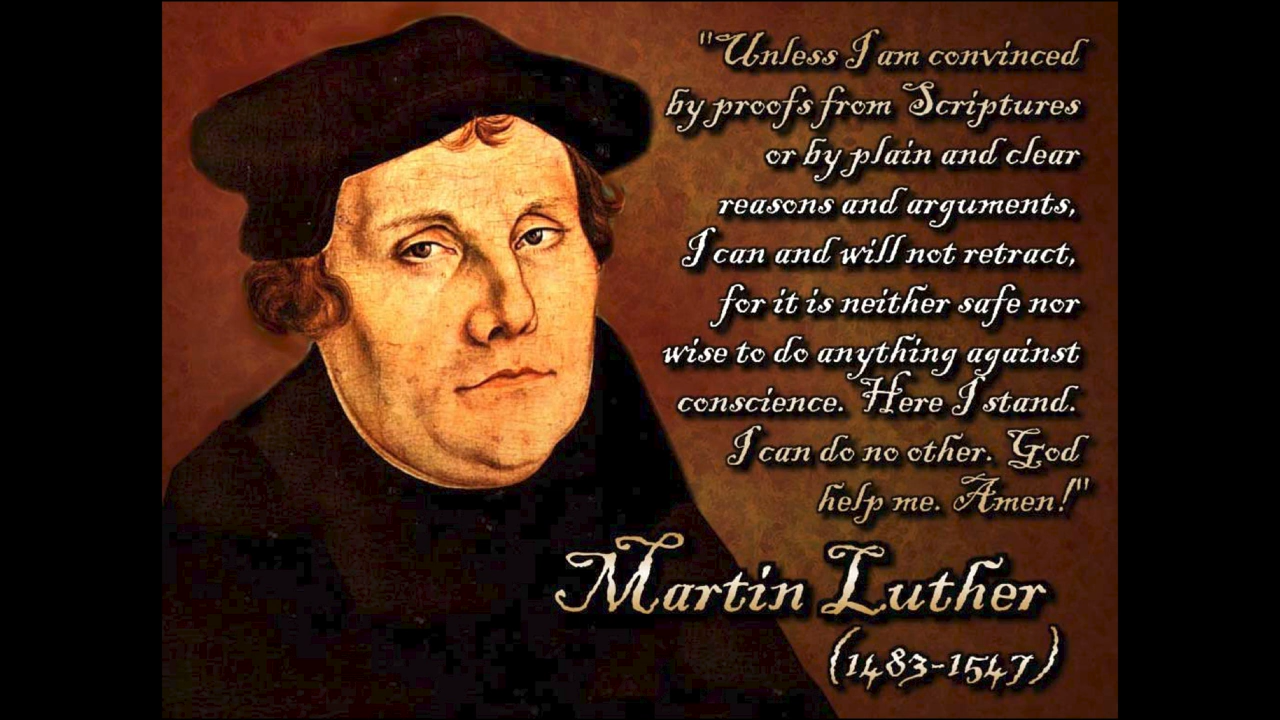 "Unless I am convinced
by proofs from Scriptures
or by plain and clear
reasons and arguments,
I can and will not retract,
for it is neither safe nor
wise to do anything against
conscience. Here I stand.
I can do no other. God
help me. Amen!"
Martin Luther
(1483-1547)